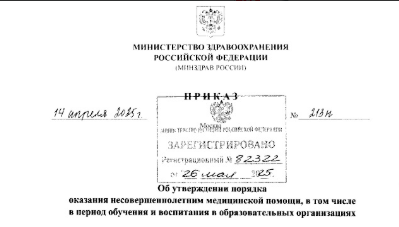 МИНИСТЕРСТВО ЗДРАВООХРАНЕНИЯ
РОССИЙСКОЙ ФЕДЕРАЦИИ
(МИНЗДРАВ РОССИИ)
ПРИКАЗ
14 апреля 2025 г.
№ 213н
Москва
МИНИСТЕРСТВО ЮСТИЦИИ РОССИЙСКОЙ ФЕДЕРАЦИИ
ЗАРЕГИСТРИРОВАНО
Регистрационный № 82322
от 26 мая 2025
Об утверждении порядка
оказания несовершеннолетним медицинской помощи, в том числе
в период обучения и воспитания в образовательных организациях